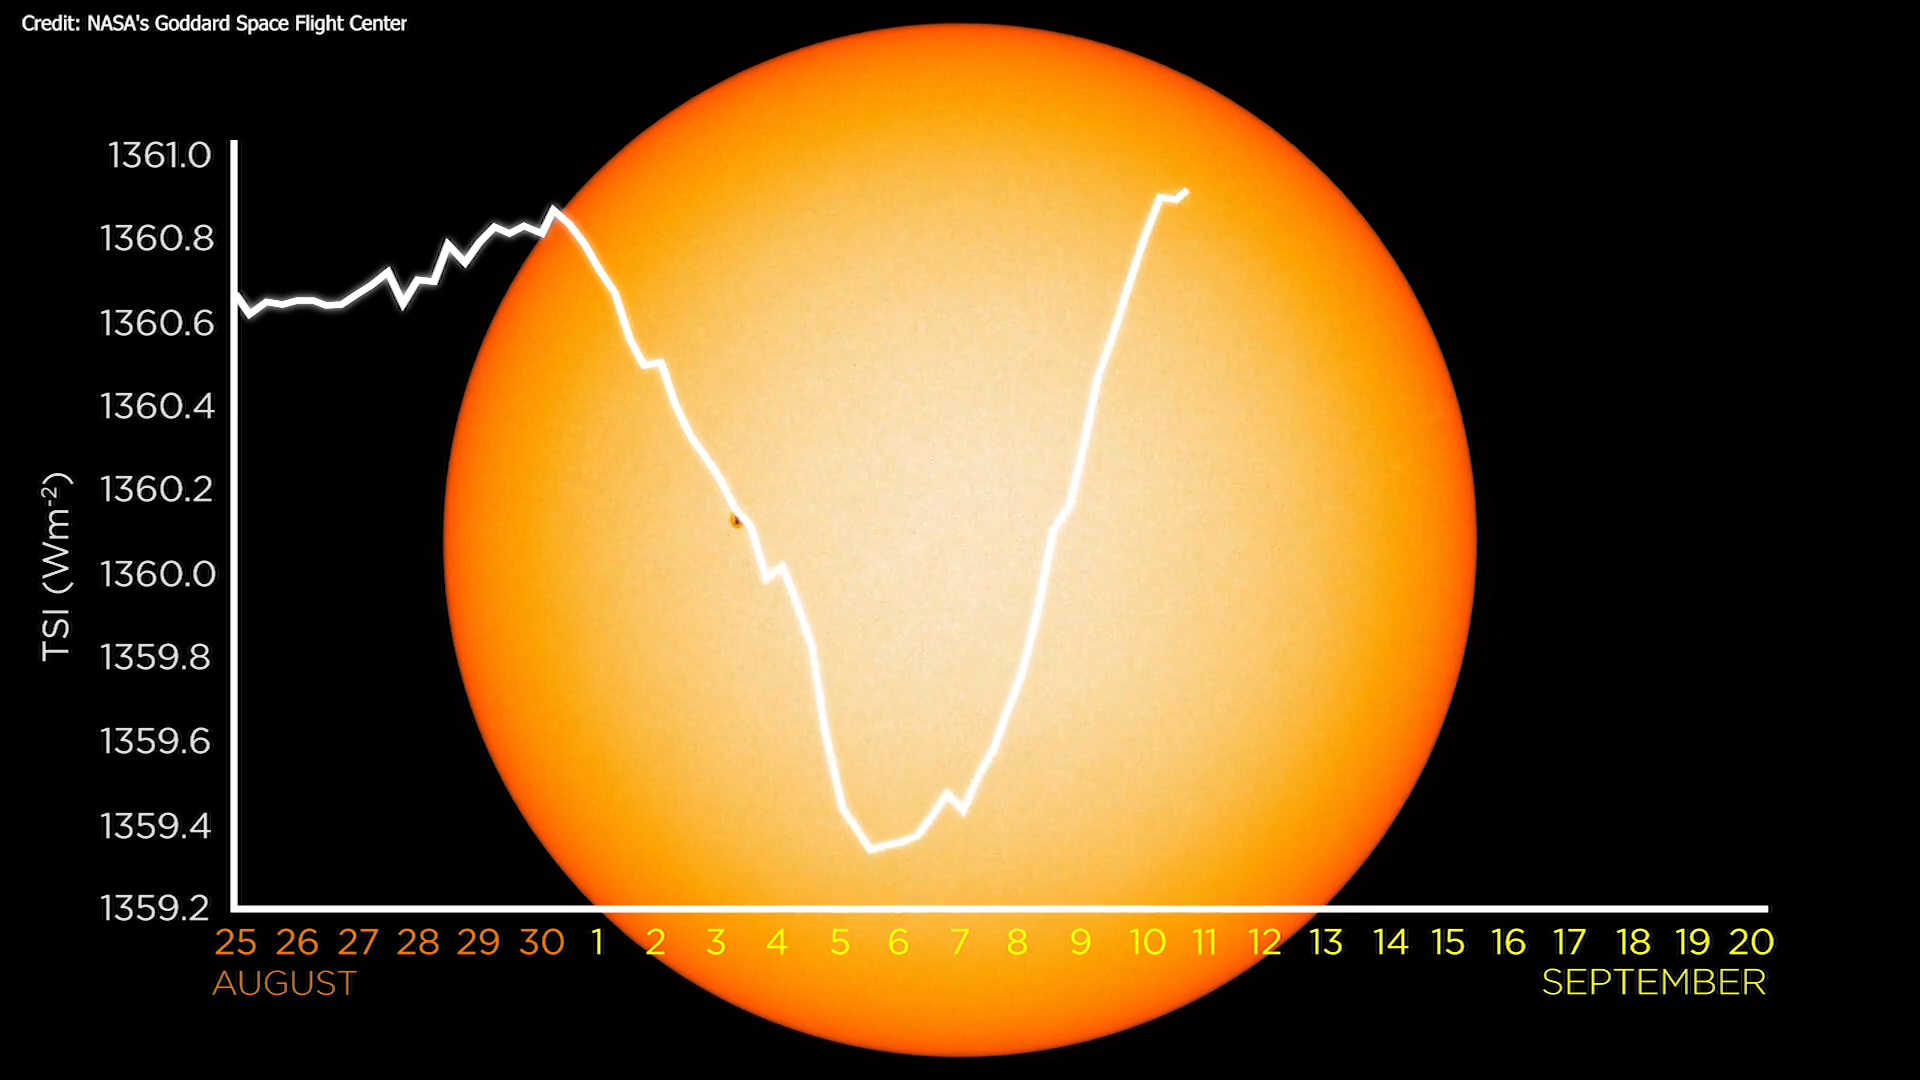 Credit: NASA's Goddard Space Flight Center
1361.0
1360.8
1360.6
1360.4
1360.2
1360.0
1359.8
1359.6
1359.4
1359.2
TSI (Wm⁻²)
25 26 27 28 29 30 1 2 3 4 5 6 7 8 9 10 11 12 13 14 15 16 17 18 19 20
AUGUST SEPTEMBER